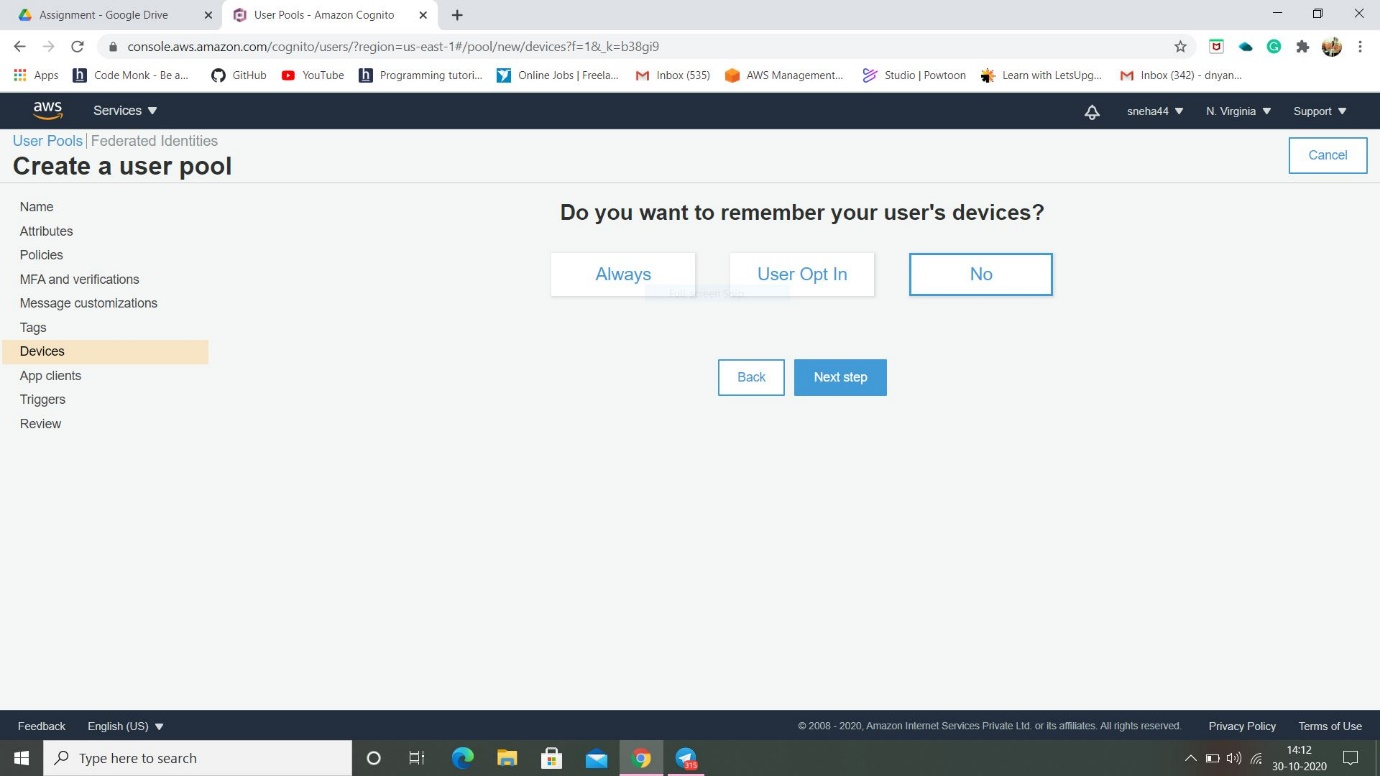 Assignment - Google Drive
User Pools - Amazon Cognito
console.aws.amazon.com/cognito/users/?region=us-east-1#/pool/new/devices?f=1&_k=b38gi9
Apps
Code Monk - Be a...
GitHub
YouTube
Programming tutori...
Online Jobs | Freela...
Inbox (535)
AWS Management...
Studio | Powtoon
Learn with LetsUpg...
Inbox (342) - dnyan...
aws
Services
sneha44
N. Virginia
Support
User Pools | Federated Identities
Create a user pool
Cancel
Name
Attributes
Policies
MFA and verifications
Message customizations
Tags
Devices
App clients
Triggers
Review
Do you want to remember your user's devices?
Always
User Opt In
No
Back
Next step
Feedback
English (US)
© 2008 - 2020, Amazon Internet Services Private Ltd. or its affiliates. All rights reserved.
Privacy Policy
Terms of Use
Type here to search
315
14:12
30-10-2020